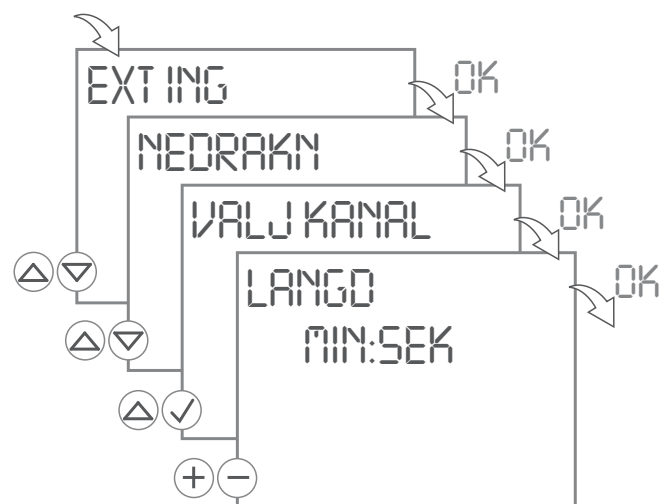 EXT ING
OK
NEDRAKN
OK
VALJ KANAL
OK
LANGD
OK
MIN:SEK